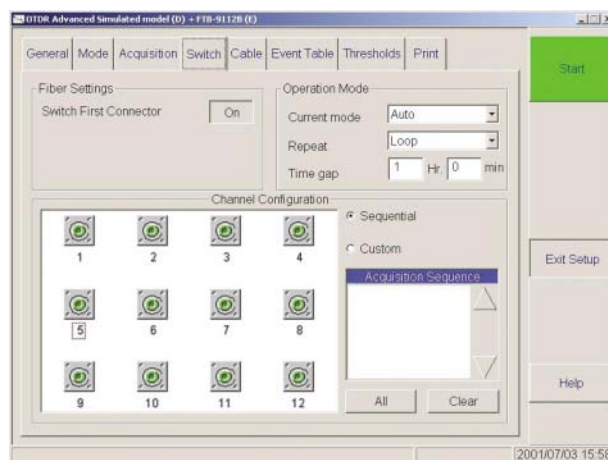 OTDR Advanced Simulated model (D) + FTB-9112B (E)
General Mode Acquisition Switch Cable Event Table Thresholds Print
Start
Fiber Settings
Switch First Connector On
Operation Mode
Current mode Auto
Repeat Loop
Time gap 1 Hr. 0 min
Channel Configuration
1 2 3 4
5 6 7 8
9 10 11 12
Sequential
Custom
Acquisition Sequence
All Clear
Exit Setup
Help
2001/07/03 15:58